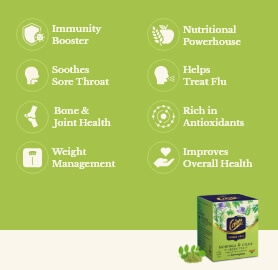 Immunity
Booster
Nutritional
Powerhouse
Soothes
Sore Throat
Helps
Treat Flu
Bone &
Joint Health
Rich in
Antioxidants
Weight
Management
Improves
Overall Health
MORINGA &